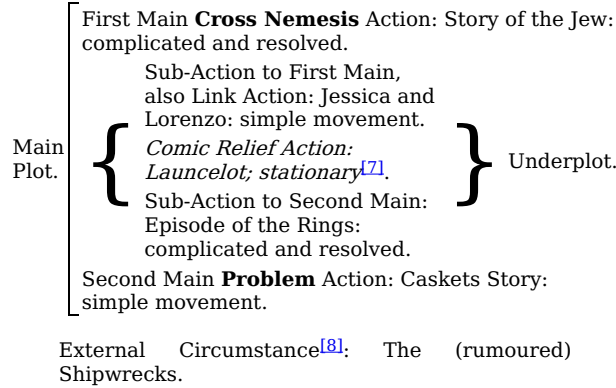 First Main Cross Nemesis Action: Story of the Jew:
complicated and resolved.
Sub-Action to First Main,
also Link Action: Jessica and
Lorenzo: simple movement.
Main
Plot.
{
Comic Relief Action:
Launcelot; stationary[7].
}
Underplot.
Sub-Action to Second Main:
Episode of the Rings:
complicated and resolved.
Second Main Problem Action: Caskets Story:
simple movement.
External Circumstance[8]: The (rumoured)
Shipwrecks.